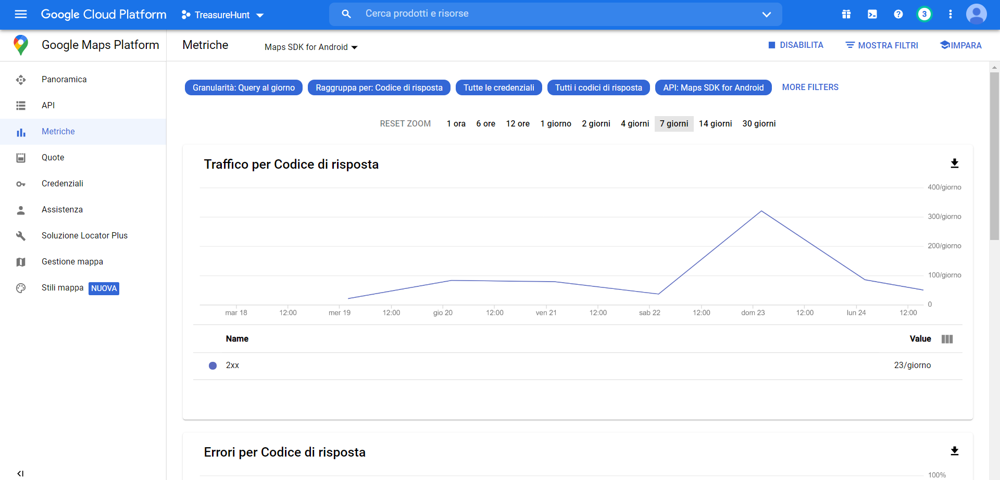 Google Cloud Platform
TreasureHunt
Cerca prodotti e risorse
3
Google Maps Platform
Metriche
Maps SDK for Android
DISABILITA
MOSTRA FILTRI
IMPARA
Panoramica
API
Metriche
Quote
Credenziali
Assistenza
Soluzione Locator Plus
Gestione mappa
Stili mappa NUOVA
Granularità: Query al giorno
Raggruppa per: Codice di risposta
Tutte le credenziali
Tutti i codici di risposta
API: Maps SDK for Android
MORE FILTERS
RESET ZOOM 1 ora 6 ore 12 ore 1 giorno 2 giorni 4 giorni 7 giorni 14 giorni 30 giorni
Traffico per Codice di risposta
400/giorno
300/giorno
200/giorno
100/giorno
0
mar 18 12:00 mer 19 12:00 gio 20 12:00 ven 21 12:00 sab 22 12:00 dom 23 12:00 lun 24 12:00
Name Value
2xx 23/giorno
Errori per Codice di risposta
100%